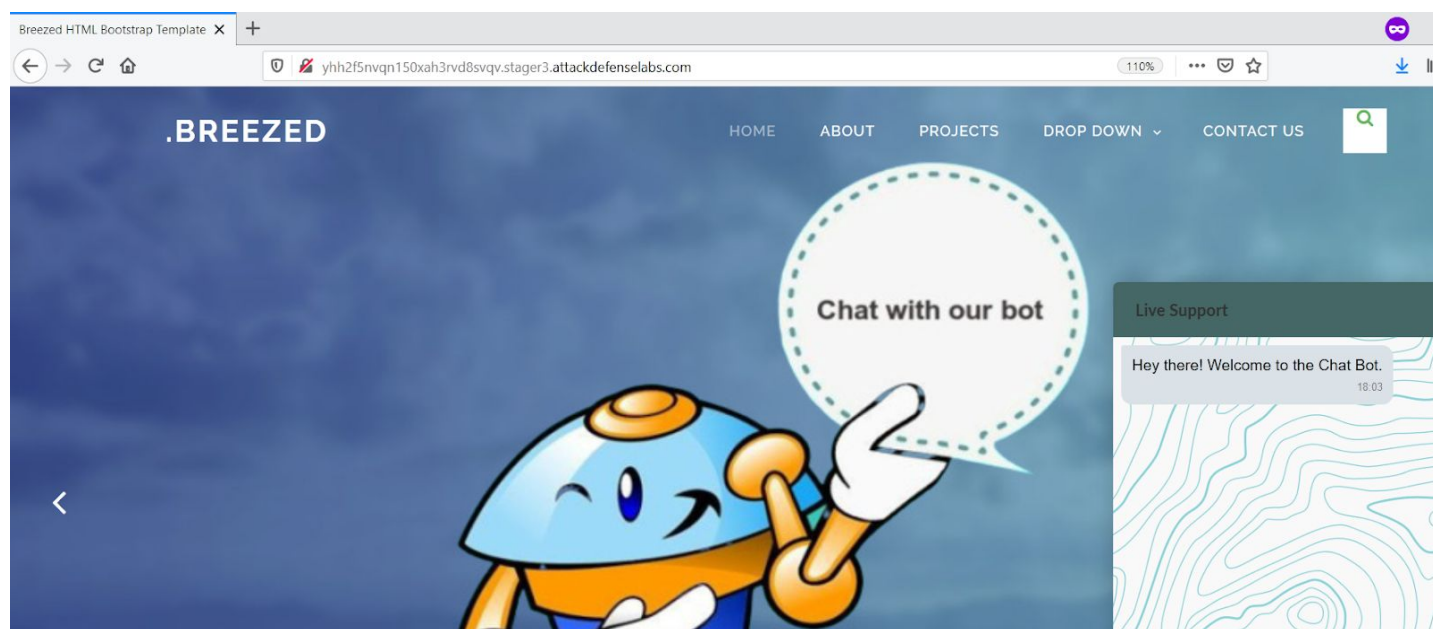 Breezed HTML Bootstrap Template
yhh2f5nvqn150xah3rvd8svqv.stager3.attackdefenselabs.com
110%
.BREEZED
HOME ABOUT PROJECTS DROP DOWN CONTACT US
Chat with our bot
Live Support
Hey there! Welcome to the Chat Bot.
18:03